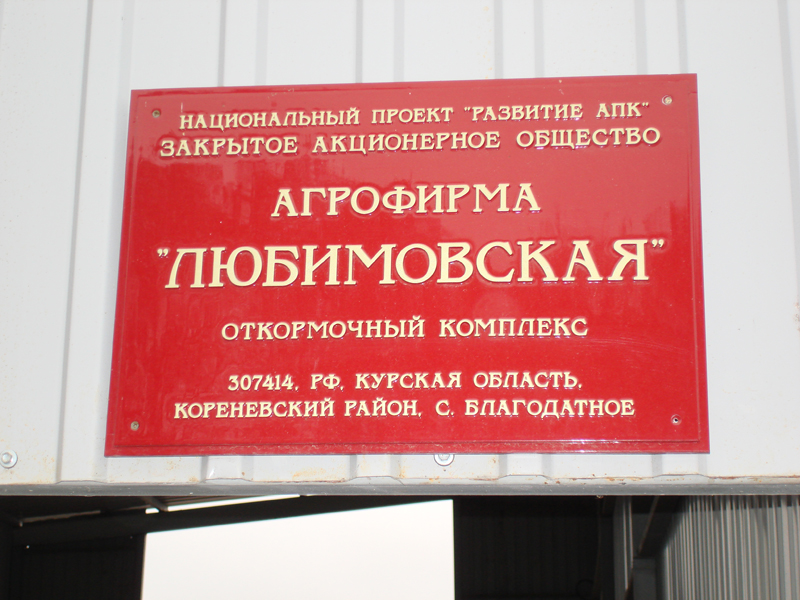 НАЦИОНАЛЬНЫЙ ПРОЕКТ "РАЗВИТИЕ АПК"
ЗАКРЫТОЕ АКЦИОНЕРНОЕ ОБЩЕСТВО
АГРОФИРМА
"ЛЮБИМОВСКАЯ"
ОТКОРМОЧНЫЙ КОМПЛЕКС
307414, РФ, КУРСКАЯ ОБЛАСТЬ,
КОРЕНЕВСКИЙ РАЙОН, С. БЛАГОДАТНОЕ